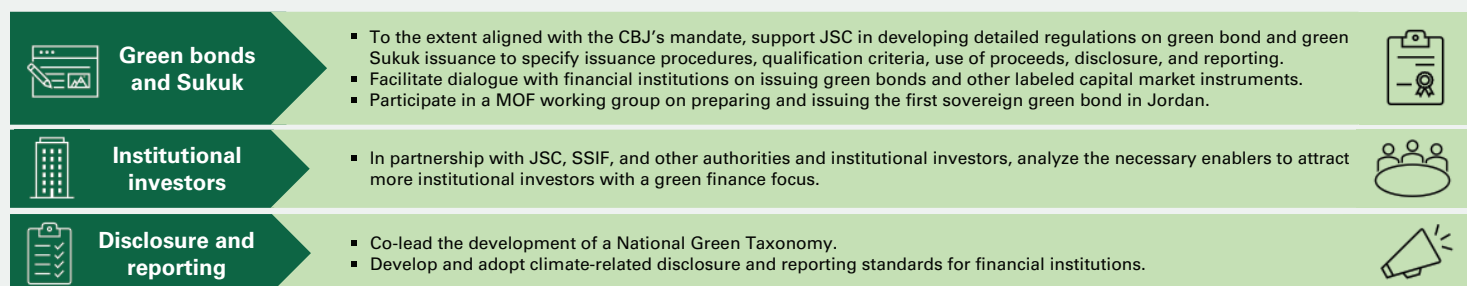 Green bonds
and Sukuk
▪ To the extent aligned with the CBJ's mandate, support JSC in developing detailed regulations on green bond and green
Sukuk issuance to specify issuance procedures, qualification criteria, use of proceeds, disclosure, and reporting.
▪ Facilitate dialogue with financial institutions on issuing green bonds and other labeled capital market instruments.
▪ Participate in a MOF working group on preparing and issuing the first sovereign green bond in Jordan.
Institutional
investors
▪ In partnership with JSC, SSIF, and other authorities and institutional investors, analyze the necessary enablers to attract
more institutional investors with a green finance focus.
Disclosure and
reporting
▪ Co-lead the development of a National Green Taxonomy.
▪ Develop and adopt climate-related disclosure and reporting standards for financial institutions.